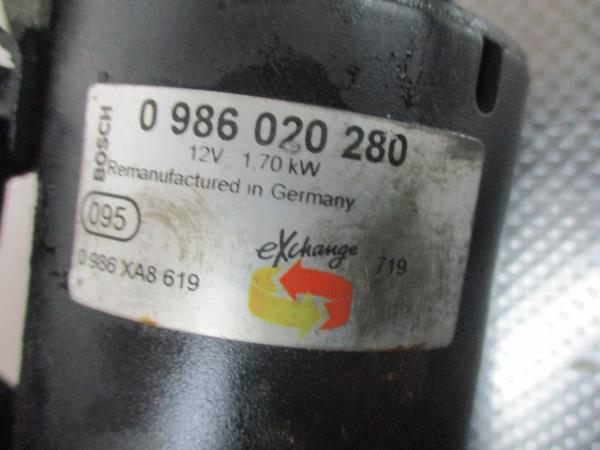 BOSCH
0 986 020 280
12V 1,70 kW
Remanufactured in Germany
095
0 986 XA8 619
eXchange
719